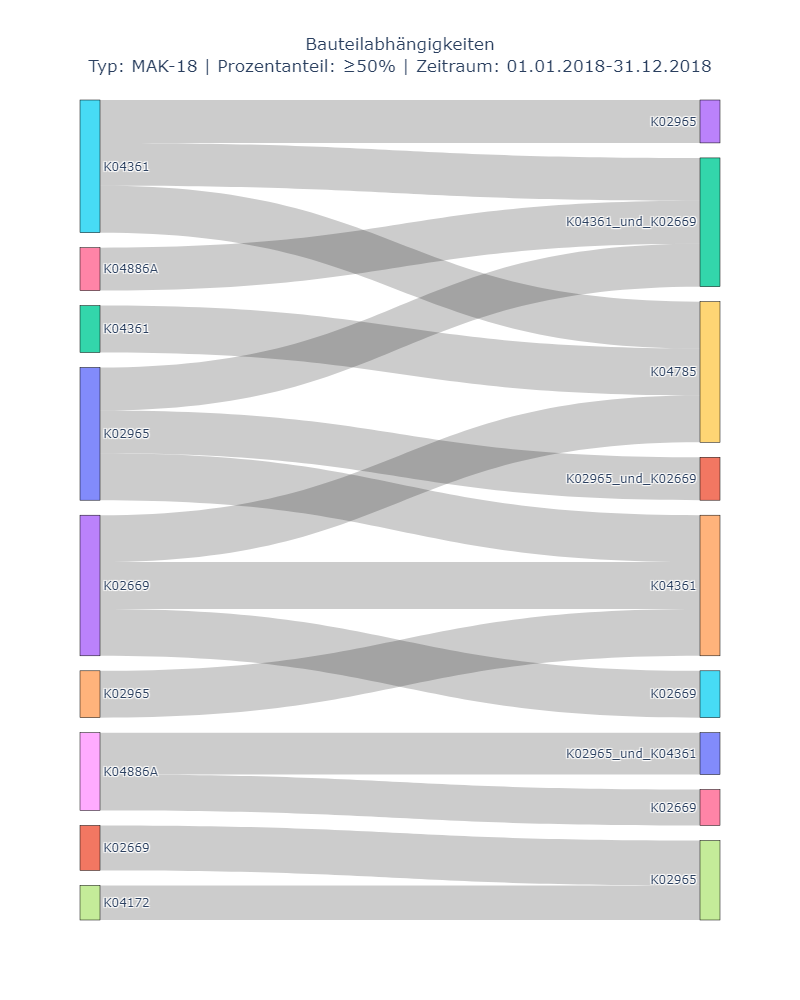 Bauteilabhängigkeiten
Typ: MAK-18 | Prozentanteil: ≥50% | Zeitraum: 01.01.2018-31.12.2018
K02965
K04361
K04361_und_K02669
K04886A
K04361
K04785
K02965
K02965_und_K02669
K02669
K04361
K02965
K02669
K02965_und_K04361
K04886A
K02669
K02669
K02965
K04172